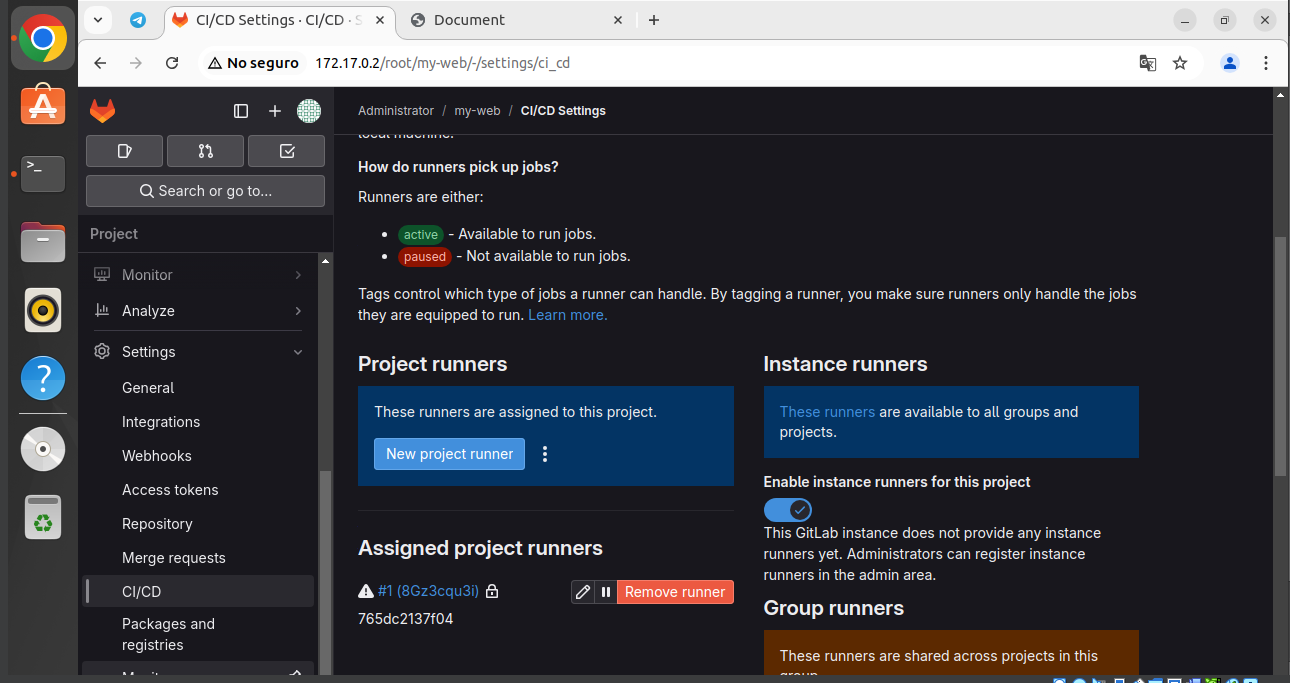 CI/CD Settings · CI/CD · S
Document
No seguro
172.17.0.2/root/my-web/-/settings/ci_cd
Administrator / my-web / CI/CD Settings
Search or go to...
Project
Monitor
Analyze
Settings
General
Integrations
Webhooks
Access tokens
Repository
Merge requests
CI/CD
Packages and
registries
local machine.
How do runners pick up jobs?
Runners are either:
active - Available to run jobs.
paused - Not available to run jobs.
Tags control which type of jobs a runner can handle. By tagging a runner, you make sure runners only handle the jobs
they are equipped to run. Learn more.
Project runners
These runners are assigned to this project.
New project runner
Assigned project runners
#1 (8Gz3cqu3i)
Remove runner
765dc2137f04
Instance runners
These runners are available to all groups and
projects.
Enable instance runners for this project
This GitLab instance does not provide any instance
runners yet. Administrators can register instance
runners in the admin area.
Group runners
These runners are shared across projects in this
group